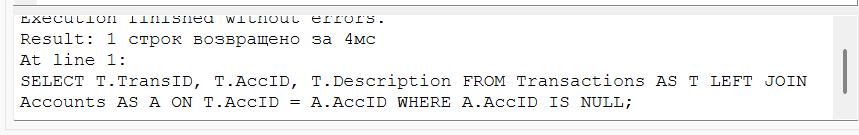 Execution finished without errors.
Result: 1 строк возвращено за 4мс
At line 1:
SELECT T.TransID, T.AccID, T.Description FROM Transactions AS T LEFT JOIN
Accounts AS A ON T.AccID = A.AccID WHERE A.AccID IS NULL;